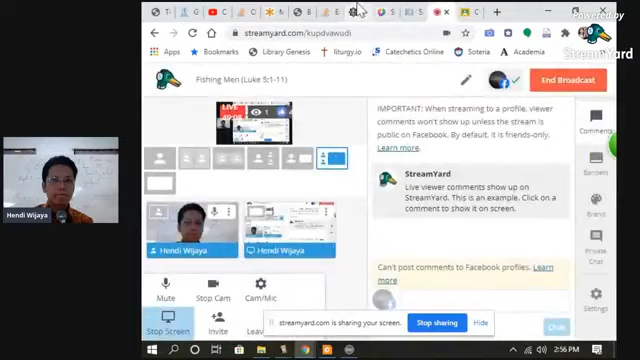 Powered by
StreamYard
streamyard.com/kupdvawudi
YouTube
Library Genesis
liturgy.io
Catechetics Online
Soteria
Academia
Fishing Men (Luke 5:1-11)
End Broadcast
LIVE
IMPORTANT: When streaming to a profile, viewer
comments won't show up unless the stream is
public on Facebook. By default, it is friends-only.
Learn more.
StreamYard
Live viewer comments show up on
StreamYard. This is an example. Click on a
comment to show it on screen.
Comments
Banners
Brand
Private
Chat
Settings
Hendi Wijaya
Hendi Wijaya
Hendi Wijaya
Can't post comments to Facebook profiles. Learn
more
Mute
Stop Cam
Cam/Mic
Stop Screen
Invite
streamyard.com is sharing your screen.
Stop sharing
Hide
Chat
2:56 PM